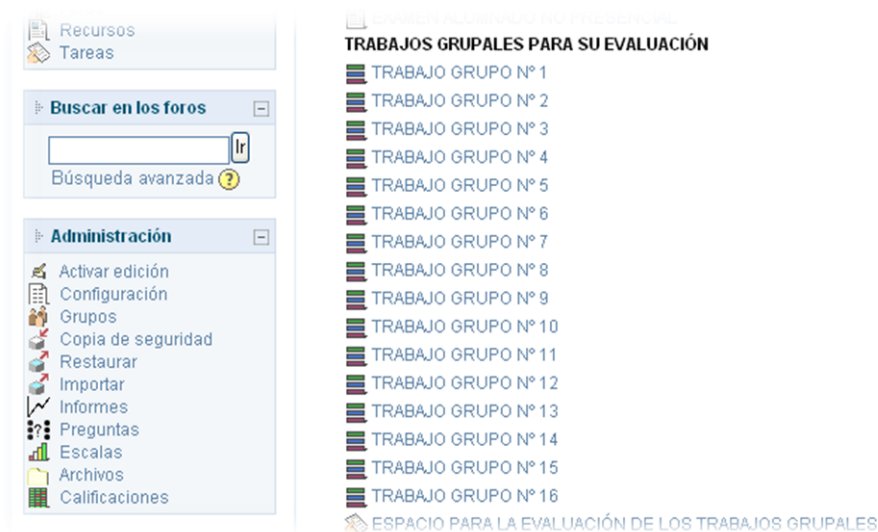 Recursos
Tareas
Buscar en los foros
Ir
Búsqueda avanzada ?
Administración
Activar edición
Configuración
Grupos
Copia de seguridad
Restaurar
Importar
Informes
Preguntas
Escalas
Archivos
Calificaciones
EXAMEN ALUMNADO NO PRESENCIAL
TRABAJOS GRUPALES PARA SU EVALUACIÓN
TRABAJO GRUPO Nº 1
TRABAJO GRUPO Nº 2
TRABAJO GRUPO Nº 3
TRABAJO GRUPO Nº 4
TRABAJO GRUPO Nº 5
TRABAJO GRUPO Nº 6
TRABAJO GRUPO Nº 7
TRABAJO GRUPO Nº 8
TRABAJO GRUPO Nº 9
TRABAJO GRUPO Nº 10
TRABAJO GRUPO Nº 11
TRABAJO GRUPO Nº 12
TRABAJO GRUPO Nº 13
TRABAJO GRUPO Nº 14
TRABAJO GRUPO Nº 15
TRABAJO GRUPO Nº 16
ESPACIO PARA LA EVALUACIÓN DE LOS TRABAJOS GRUPALES